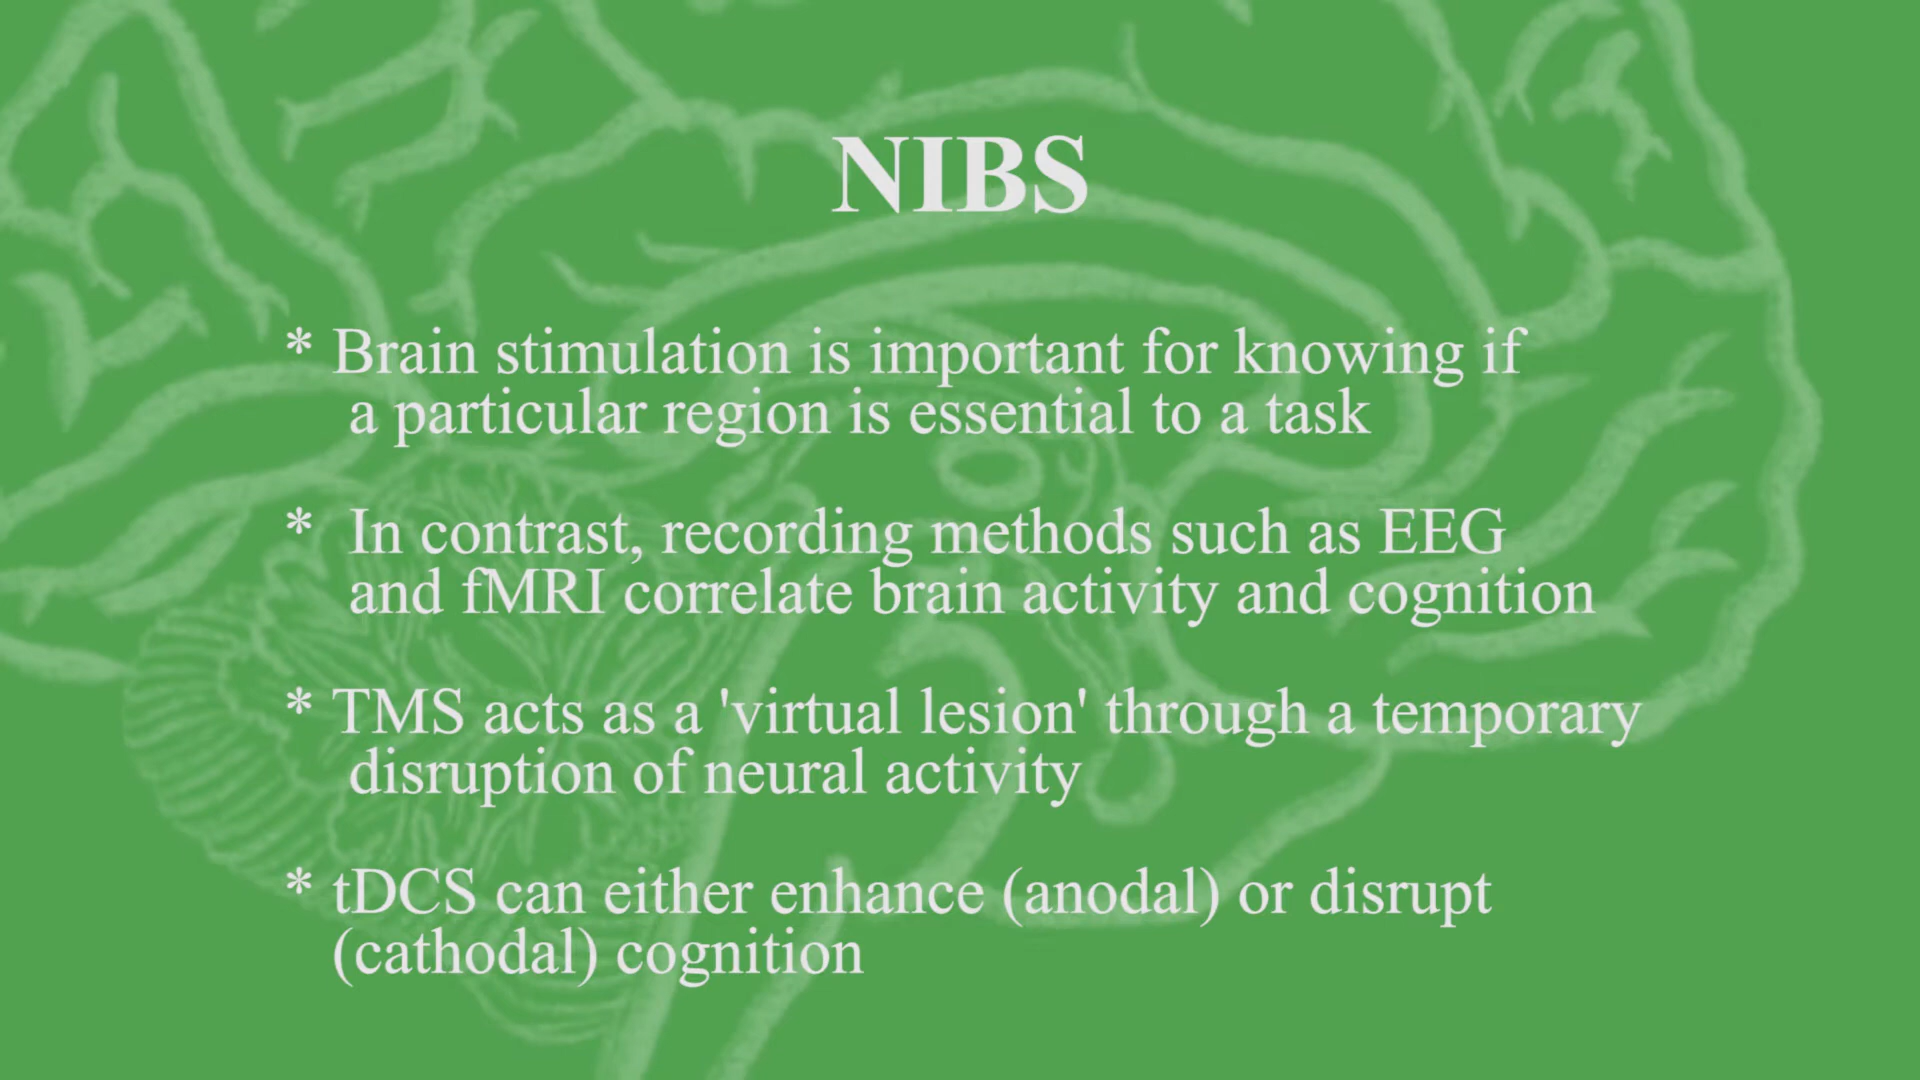 NIBS
* Brain stimulation is important for knowing if
a particular region is essential to a task
* In contrast, recording methods such as EEG
and fMRI correlate brain activity and cognition
* TMS acts as a 'virtual lesion' through a temporary
disruption of neural activity
* tDCS can either enhance (anodal) or disrupt
(cathodal) cognition